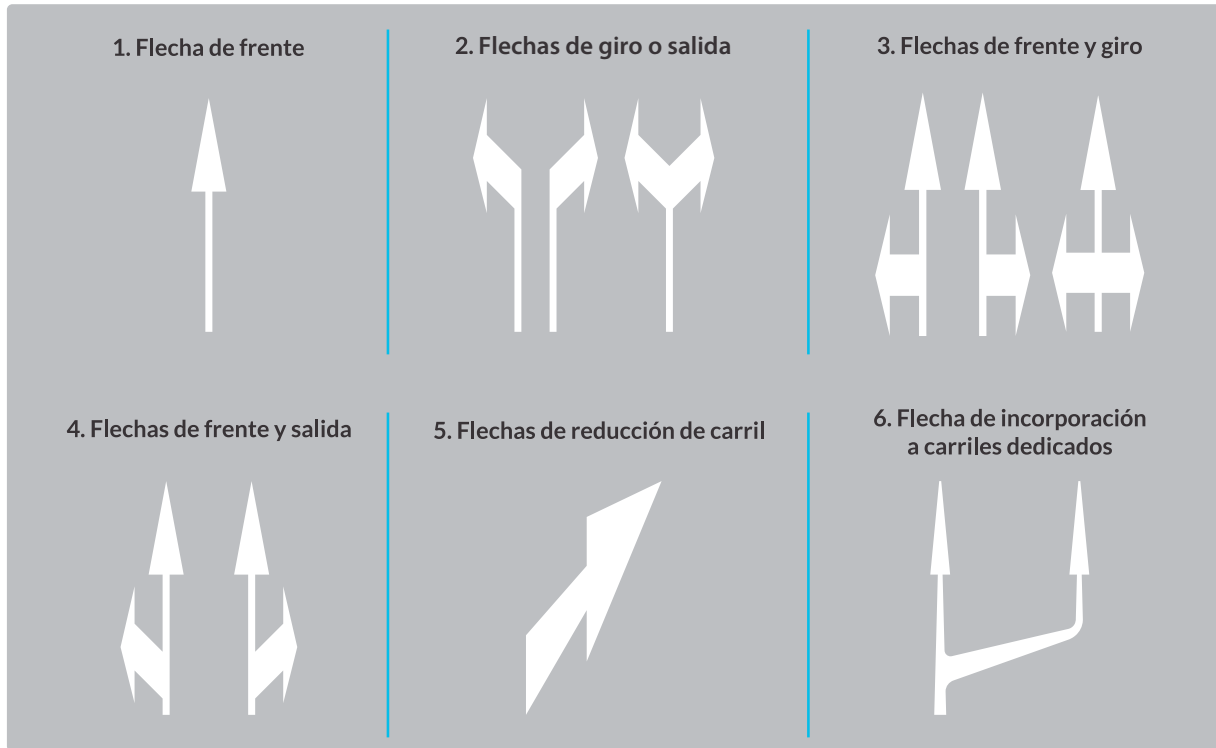 1. Flecha de frente
2. Flechas de giro o salida
3. Flechas de frente y giro
4. Flechas de frente y salida
5. Flechas de reducción de carril
6. Flecha de incorporación
a carriles dedicados